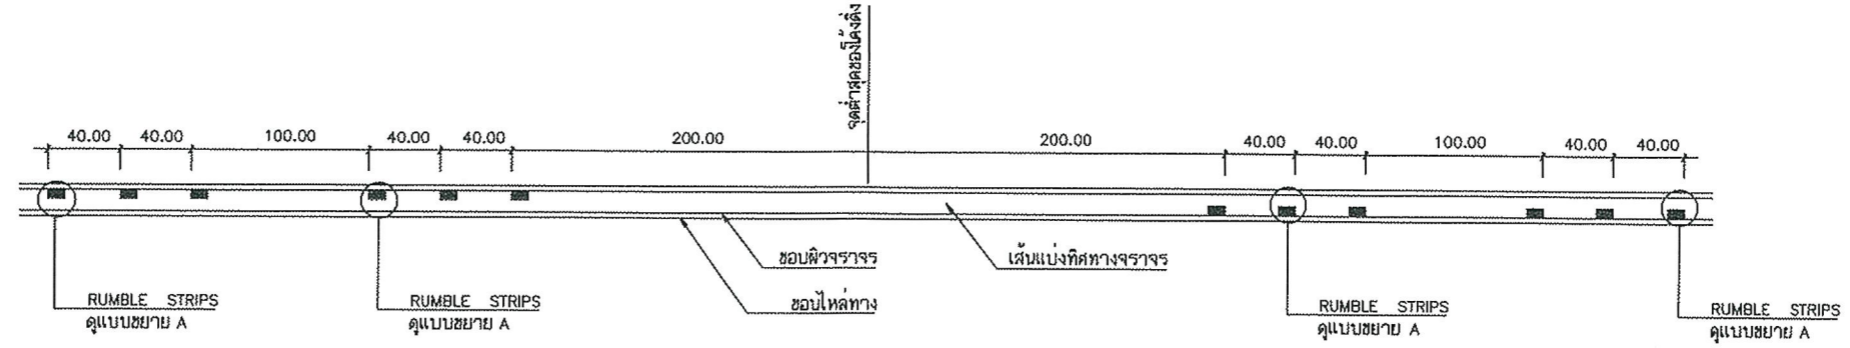 จุดต่ำสุดของโค้งดิ่ง
40.00 40.00 100.00 40.00 40.00 200.00 200.00 40.00 40.00 100.00 40.00 40.00
ขอบผิวจราจร
เส้นแบ่งทิศทางจราจร
ขอบไหล่ทาง
RUMBLE STRIPS
ดูแบบขยาย A
RUMBLE STRIPS
ดูแบบขยาย A
RUMBLE STRIPS
ดูแบบขยาย A
RUMBLE STRIPS
ดูแบบขยาย A